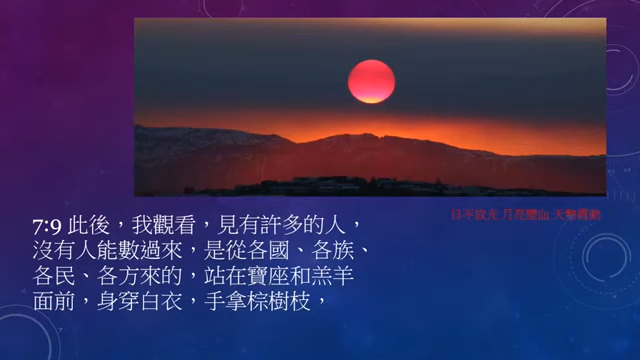 日不放光 月亮變血 天勢震動
7:9 此後，我觀看，見有許多的人，
沒有人能數過來，是從各國、各族、
各民、各方來的，站在寶座和羔羊
面前，身穿白衣，手拿棕樹枝，